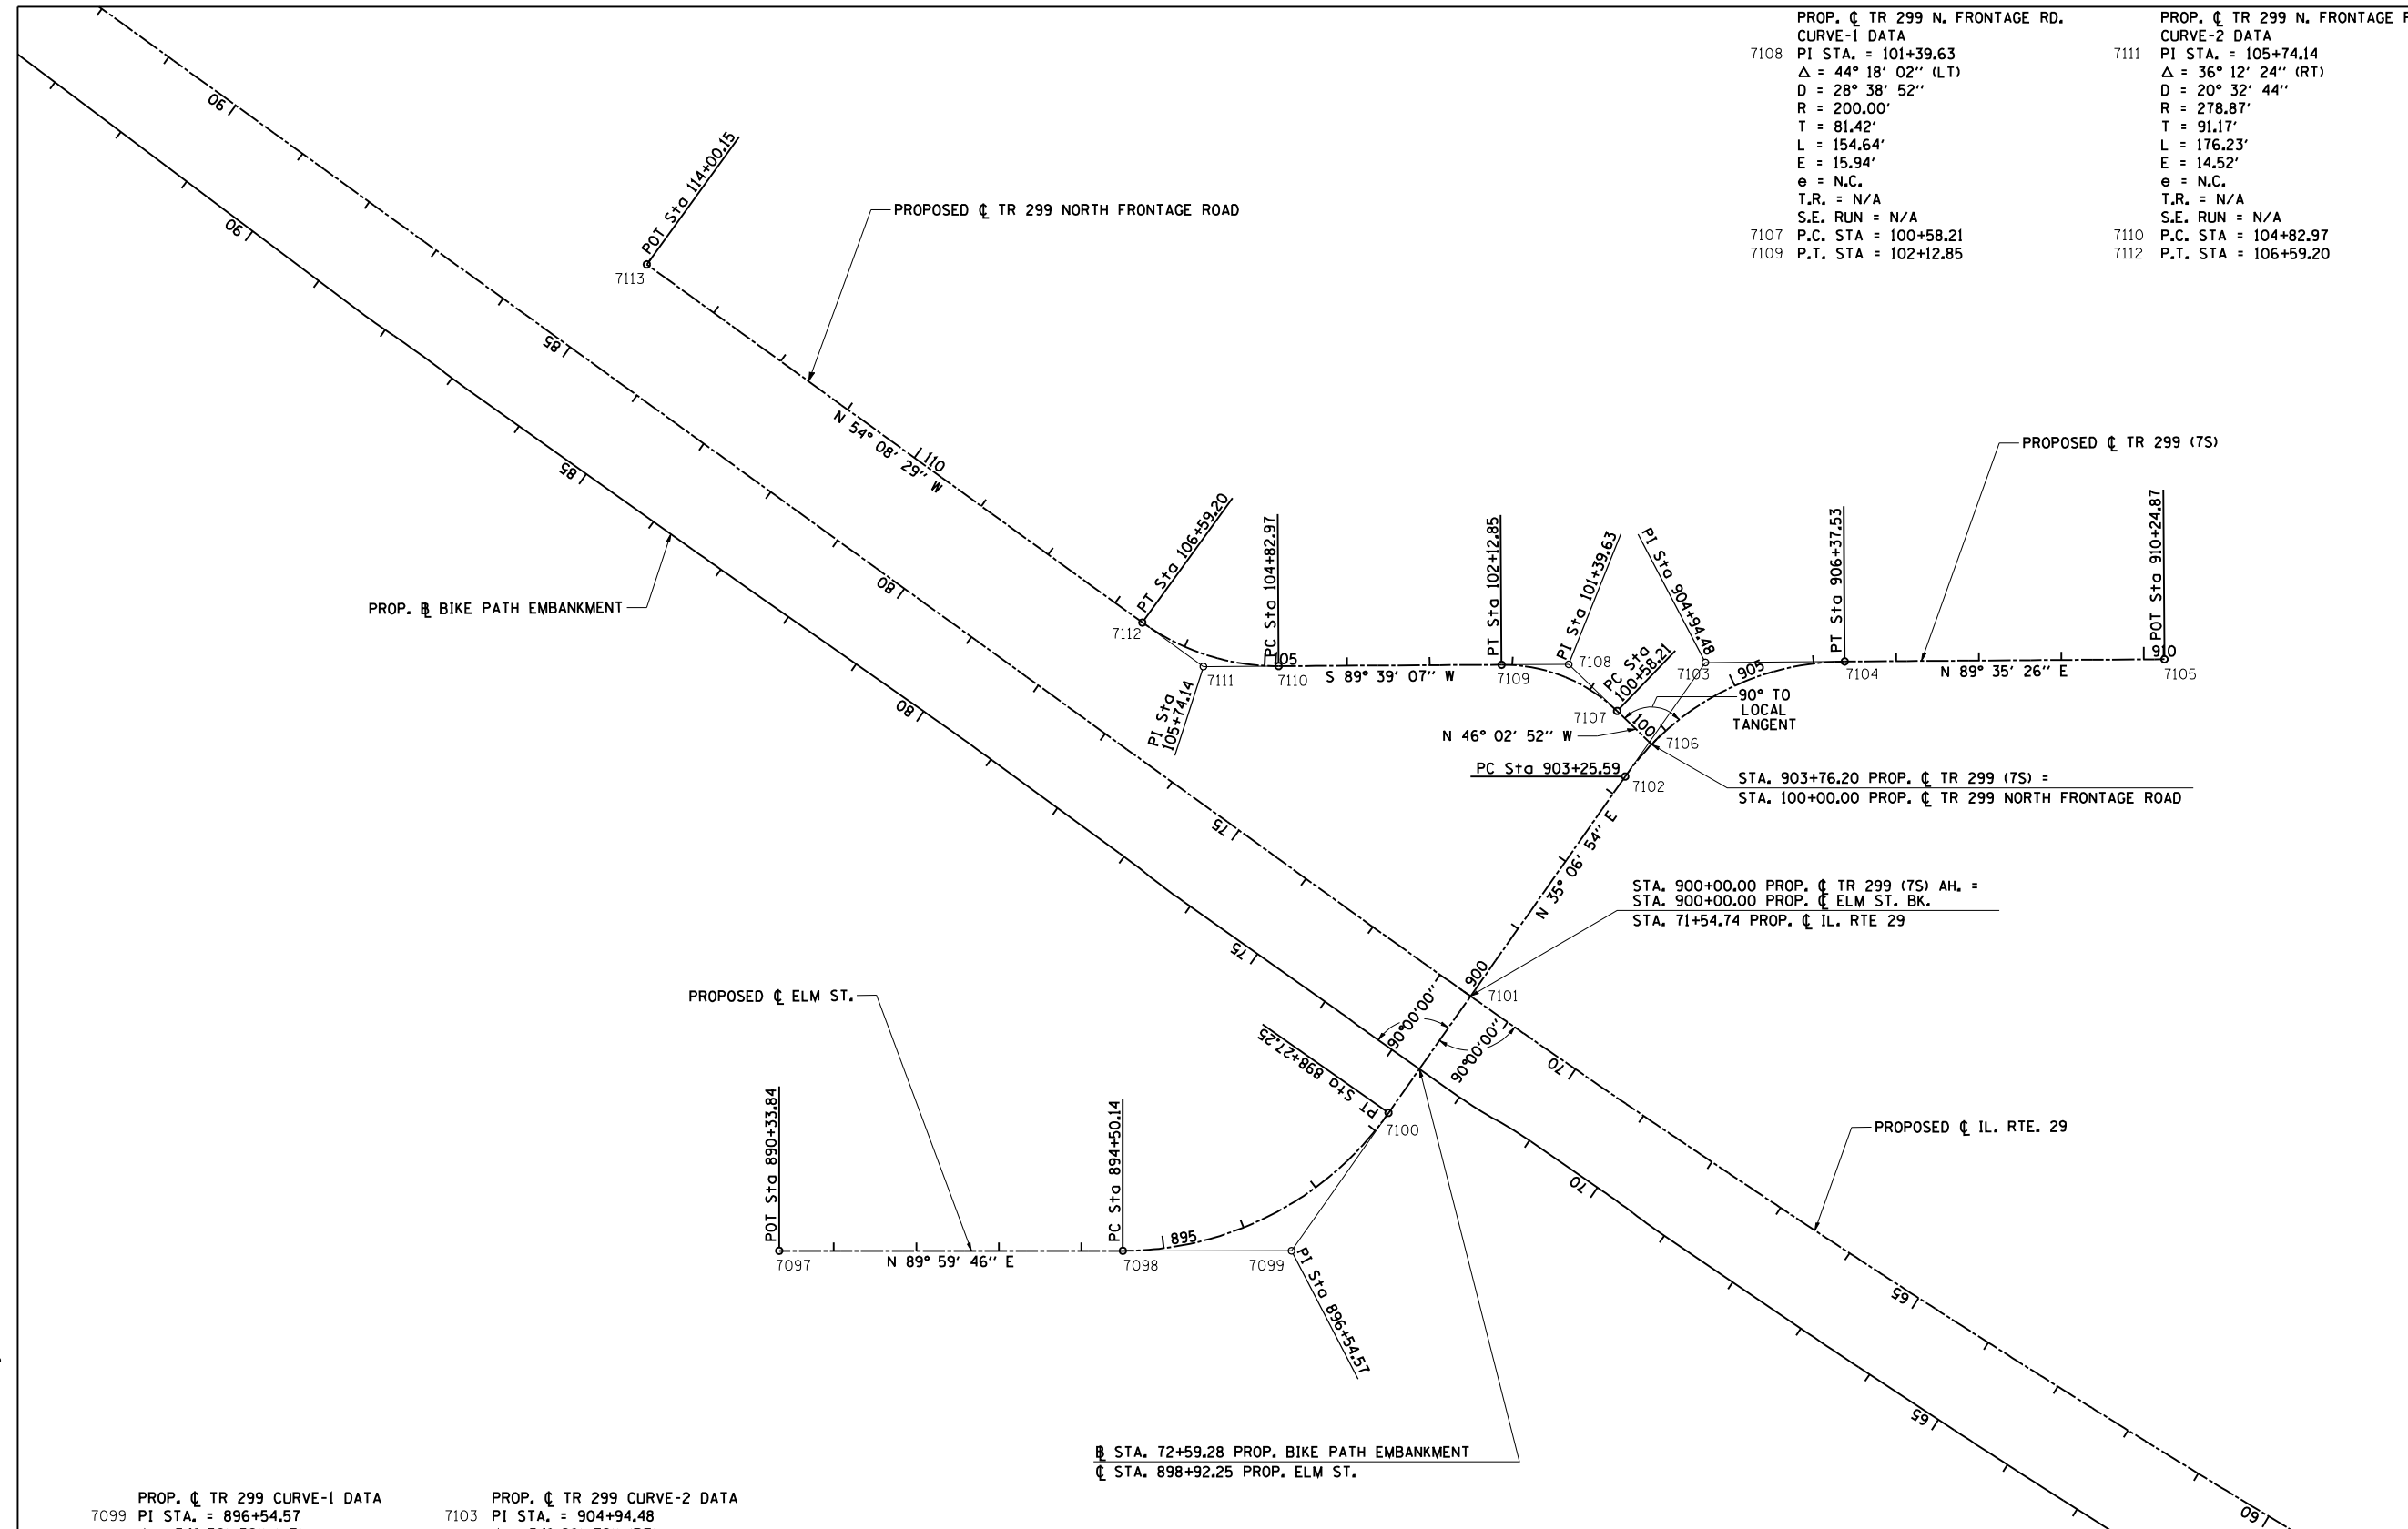 PROP. ℄ TR 299 N. FRONTAGE RD.
CURVE-1 DATA
7108 PI STA. = 101+39.63
Δ = 44° 18' 02'' (LT)
D = 28° 38' 52''
R = 200.00'
T = 81.42'
L = 154.64'
E = 15.94'
e = N.C.
T.R. = N/A
S.E. RUN = N/A
7107 P.C. STA = 100+58.21
7109 P.T. STA = 102+12.85
PROP. ℄ TR 299 N. FRONTAGE
CURVE-2 DATA
7111 PI STA. = 105+74.14
Δ = 36° 12' 24'' (RT)
D = 20° 32' 44''
R = 278.87'
T = 91.17'
L = 176.23'
E = 14.52'
e = N.C.
T.R. = N/A
S.E. RUN = N/A
7110 P.C. STA = 104+82.97
7112 P.T. STA = 106+59.20
90
90
POT Sta 114+00.15
7113
PROPOSED ℄ TR 299 NORTH FRONTAGE ROAD
85
85
N 54° 08' 29'' W
110
PROPOSED ℄ TR 299 (7S)
PROP. ⅊ BIKE PATH EMBANKMENT
80
80
PT Sta 106+59.20
7112
PC Sta 104+82.97
105
7111
7110
PI Sta
105+74.14
S 89° 39' 07'' W
PT Sta 102+12.85
7109
PI Sta 101+39.63
7108
PC Sta
100+58.21
7107
PI Sta 904+94.48
7103
905
PT Sta 906+37.53
7104
N 89° 35' 26'' E
POT Sta 910+24.87
910
7105
90° TO
LOCAL
TANGENT
100
N 46° 02' 52'' W
7106
PC Sta 903+25.59
7102
STA. 903+76.20 PROP. ℄ TR 299 (7S) =
STA. 100+00.00 PROP. ℄ TR 299 NORTH FRONTAGE ROAD
N 35° 06' 54'' E
75
75
STA. 900+00.00 PROP. ℄ TR 299 (7S) AH. =
STA. 900+00.00 PROP. ℄ ELM ST. BK.
STA. 71+54.74 PROP. ℄ IL. RTE 29
900
7101
90°00'00''
90°00'00''
PROPOSED ℄ ELM ST.
PT Sta 898+27.25
7100
70
70
PROPOSED ℄ IL. RTE. 29
POT Sta 890+33.84
7097
N 89° 59' 46'' E
PC Sta 894+50.14
7098
895
7099
PI Sta 896+54.57
65
65
60
⅊ STA. 72+59.28 PROP. BIKE PATH EMBANKMENT
℄ STA. 898+92.25 PROP. ELM ST.
PROP. ℄ TR 299 CURVE-1 DATA
7099 PI STA. = 896+54.57
PROP. ℄ TR 299 CURVE-2 DATA
7103 PI STA. = 904+94.48